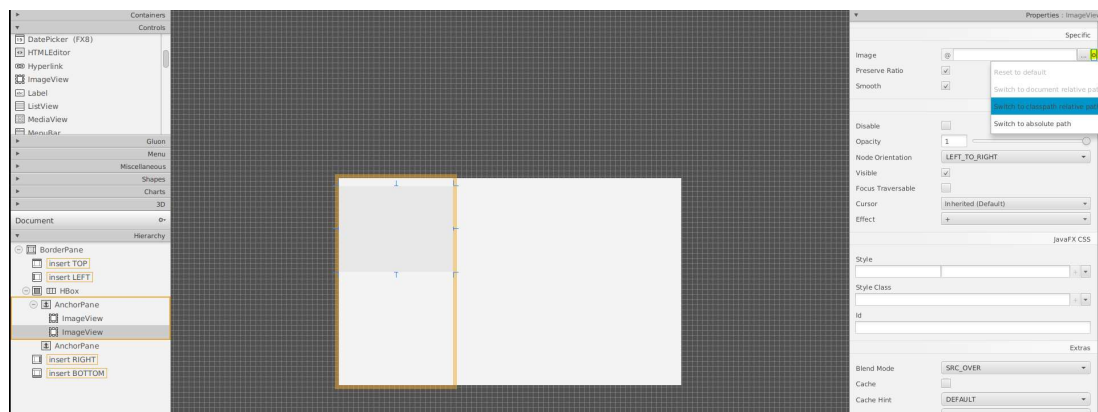 Containers
Controls
DatePicker (FX8)
HTMLEditor
Hyperlink
ImageView
Label
ListView
MediaView
MenuBar
Gluon
Menu
Miscellaneous
Shapes
Charts
3D
Document
Hierarchy
BorderPane
insert TOP
insert LEFT
HBox
AnchorPane
ImageView
ImageView
AnchorPane
insert RIGHT
insert BOTTOM
Properties : ImageView
Specific
Image @ ...
Preserve Ratio
Smooth
Reset to default
Switch to document relative pat
Switch to classpath relative path
Switch to absolute path
Disable
Opacity 1
Node Orientation LEFT_TO_RIGHT
Visible
Focus Traversable
Cursor Inherited (Default)
Effect +
JavaFX CSS
Style
Style Class
Id
Extras
Blend Mode SRC_OVER
Cache
Cache Hint DEFAULT